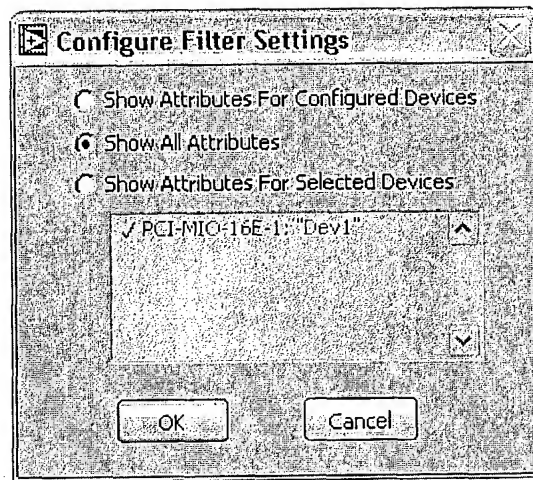 Configure Filter Settings
Show Attributes For Configured Devices
Show All Attributes
Show Attributes For Selected Devices
✓ PCI-MIO-16E-1: "Dev1"
OK
Cancel